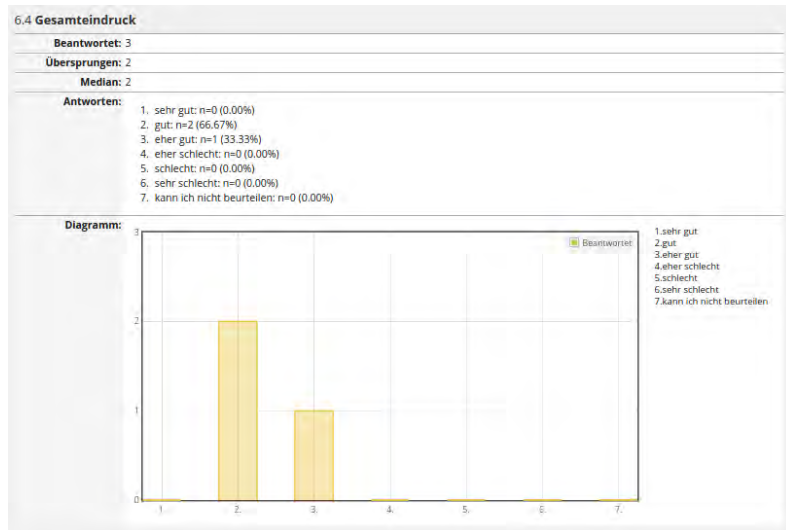 6.4 Gesamteindruck
Beantwortet: 3
Übersprungen: 2
Median: 2
Antworten:
1. sehr gut: n=0 (0.00%)
2. gut: n=2 (66.67%)
3. eher gut: n=1 (33.33%)
4. eher schlecht: n=0 (0.00%)
5. schlecht: n=0 (0.00%)
6. sehr schlecht: n=0 (0.00%)
7. kann ich nicht beurteilen: n=0 (0.00%)
Diagramm:
3
Beantwortet
1.sehr gut
2.gut
3.eher gut
4.eher schlecht
5.schlecht
6.sehr schlecht
7.kann ich nicht beurteilen
2
1
0
1. 2. 3. 4. 5. 6. 7.